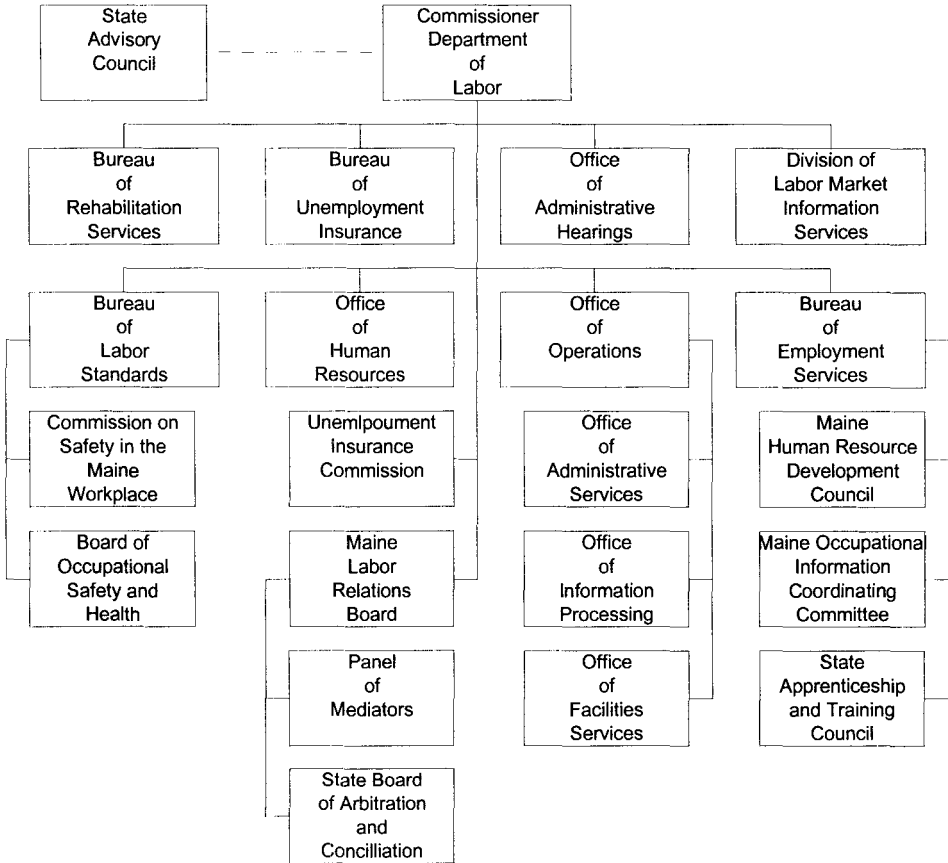 State
Advisory
Council
Commissioner
Department
of
Labor
Bureau
of
Rehabilitation
Services
Bureau
of
Unemployment
Insurance
Office
of
Administrative
Hearings
Division of
Labor Market
Information
Services
Bureau
of
Labor
Standards
Office
of
Human
Resources
Office
of
Operations
Bureau
of
Employment
Services
Commission on
Safety in the
Maine
Workplace
Unemlpoument
Insurance
Commission
Office
of
Administrative
Services
Maine
Human Resource
Development
Council
Board of
Occupational
Safety and
Health
Maine
Labor
Relations
Board
Office
of
Information
Processing
Maine Occupational
Information
Coordinating
Committee
Panel
of
Mediators
Office
of
Facilities
Services
State
Apprenticeship
and Training
Council
State Board
of Arbitration
and
Concilliation